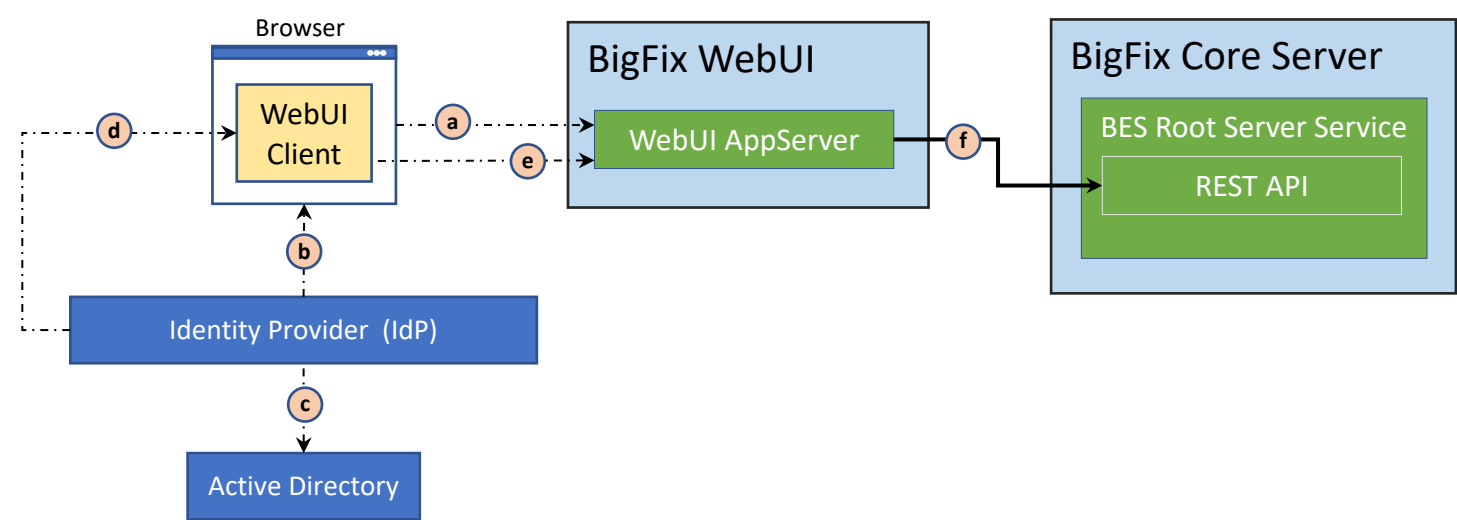 Browser
BigFix WebUI
BigFix Core Server
WebUI
Client
d
a
e
WebUI AppServer
f
BES Root Server Service
REST API
b
Identity Provider (IdP)
c
Active Directory